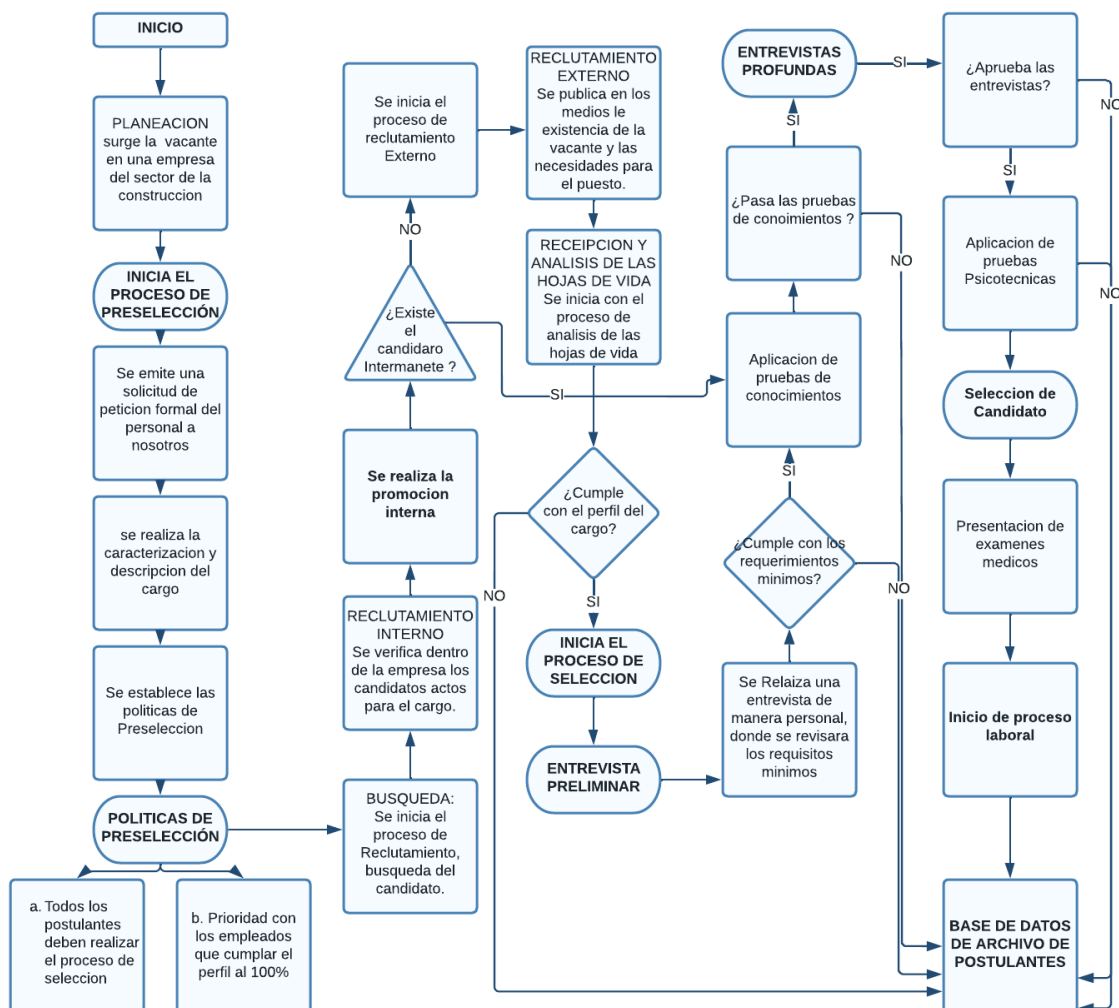 INICIO
PLANEACION
surge la vacante
en una empresa
del sector de la
construccion
INICIA EL
PROCESO DE
PRESELECCIÓN
Se emite una
solicitud de
peticion formal del
personal a
nosotros
se realiza la
caracterizacion y
descripcion del
cargo
Se establece las
politicas de
Preseleccion
POLITICAS DE
PRESELECCIÓN
a. Todos los
postulantes
deben realizar
el proceso de
seleccion
b. Prioridad con
los empleados
que cumplar el
perfil al 100%
BUSQUEDA:
Se inicia el
proceso de
Reclutamiento,
busqueda del
candidato.
RECLUTAMIENTO
INTERNO
Se verifica dentro
de la empresa los
candidatos actos
para el cargo.
Se realiza la
promocion
interna
¿Existe
el
candidaro
Intermanete ?
NO
SI
Se inicia el
proceso de
reclutamiento
Externo
RECLUTAMIENTO
EXTERNO
Se publica en los
medios le
existencia de la
vacante y las
necesidades para
el puesto.
RECEIPCION Y
ANALISIS DE LAS
HOJAS DE VIDA
Se inicia con el
proceso de
analisis de las
hojas de vida
¿Cumple
con el perfil del
cargo?
NO
SI
INICIA EL
PROCESO DE
SELECCION
ENTREVISTA
PRELIMINAR
Se Relaiza una
entrevista de
manera personal,
donde se revisara
los requisitos
minimos
¿Cumple con los
requerimientos
minimos?
SI
NO
Aplicacion de
pruebas de
conocimientos
¿Pasa las pruebas
de conoimientos ?
SI
NO
ENTREVISTAS
PROFUNDAS
SI
¿Aprueba las
entrevistas?
NO
SI
Aplicacion de
pruebas
Psicotecnicas
NO
Seleccion de
Candidato
Presentacion de
examenes
medicos
Inicio de proceso
laboral
BASE DE DATOS
DE ARCHIVO DE
POSTULANTES